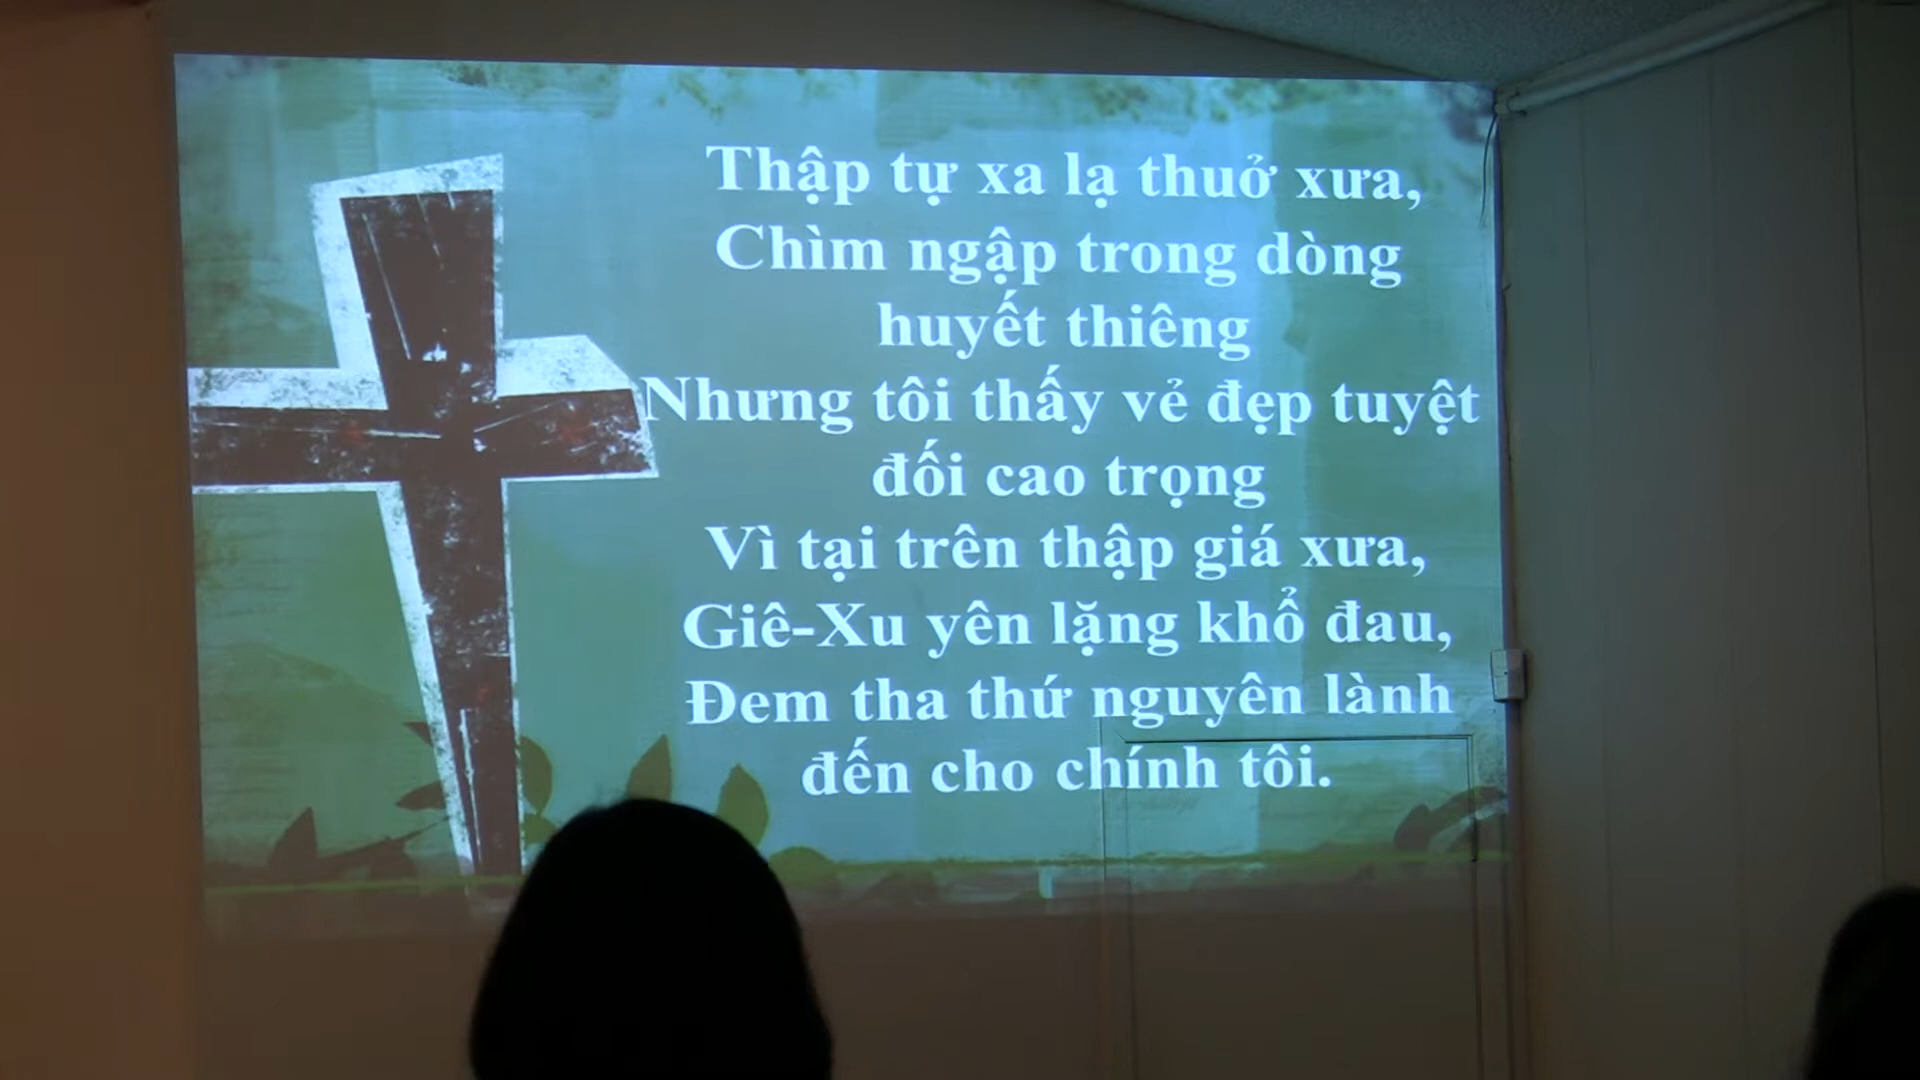 Thập tự xa lạ thuở xưa,
Chìm ngập trong dòng
huyết thiêng
Nhưng tôi thấy vẻ đẹp tuyệt
đối cao trọng
Vì tại trên thập giá xưa,
Giê-Xu yên lặng khổ đau,
Đem tha thứ nguyên lành
đến cho chính tôi.